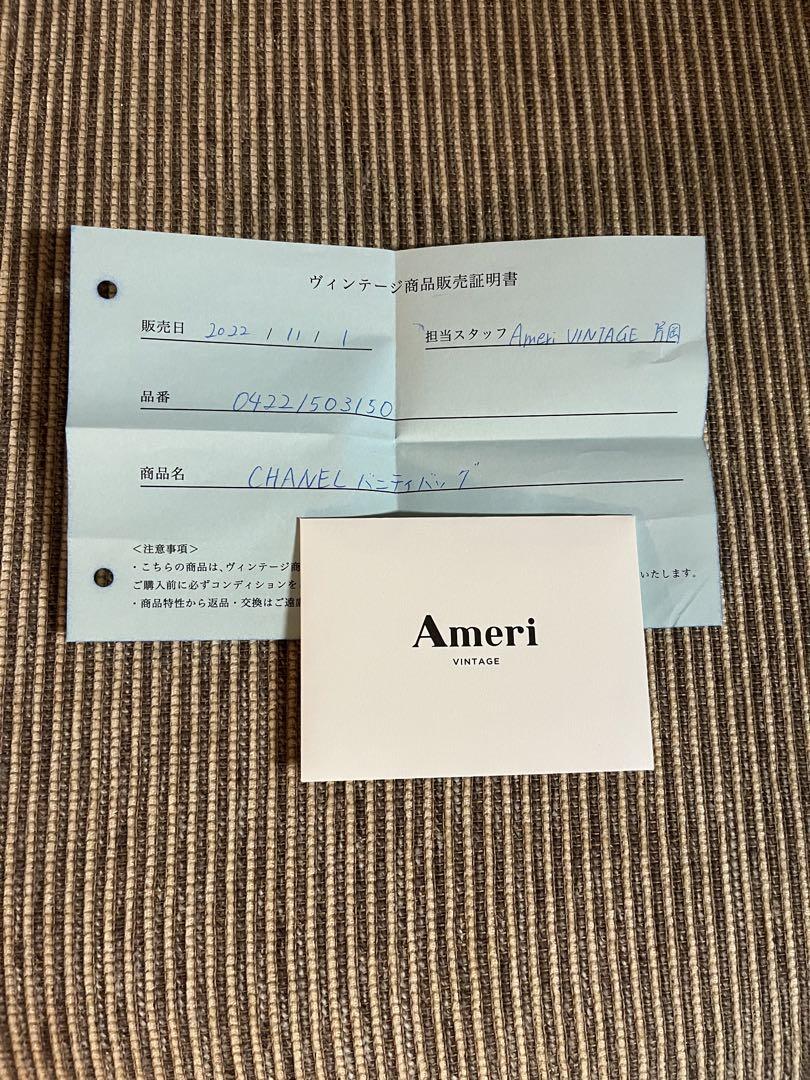 ヴィンテージ商品販売証明書
販売日 2022 / 11 / 1
担当スタッフ Ameri VINTAGE 片岡
品番 04221503150
商品名 CHANEL バニティバッグ
＜注意事項＞
・こちらの商品は、ヴィンテージ商 いたします。
ご購入前に必ずコンディションを
・商品特性から返品・交換はご遠
Ameri
VINTAGE